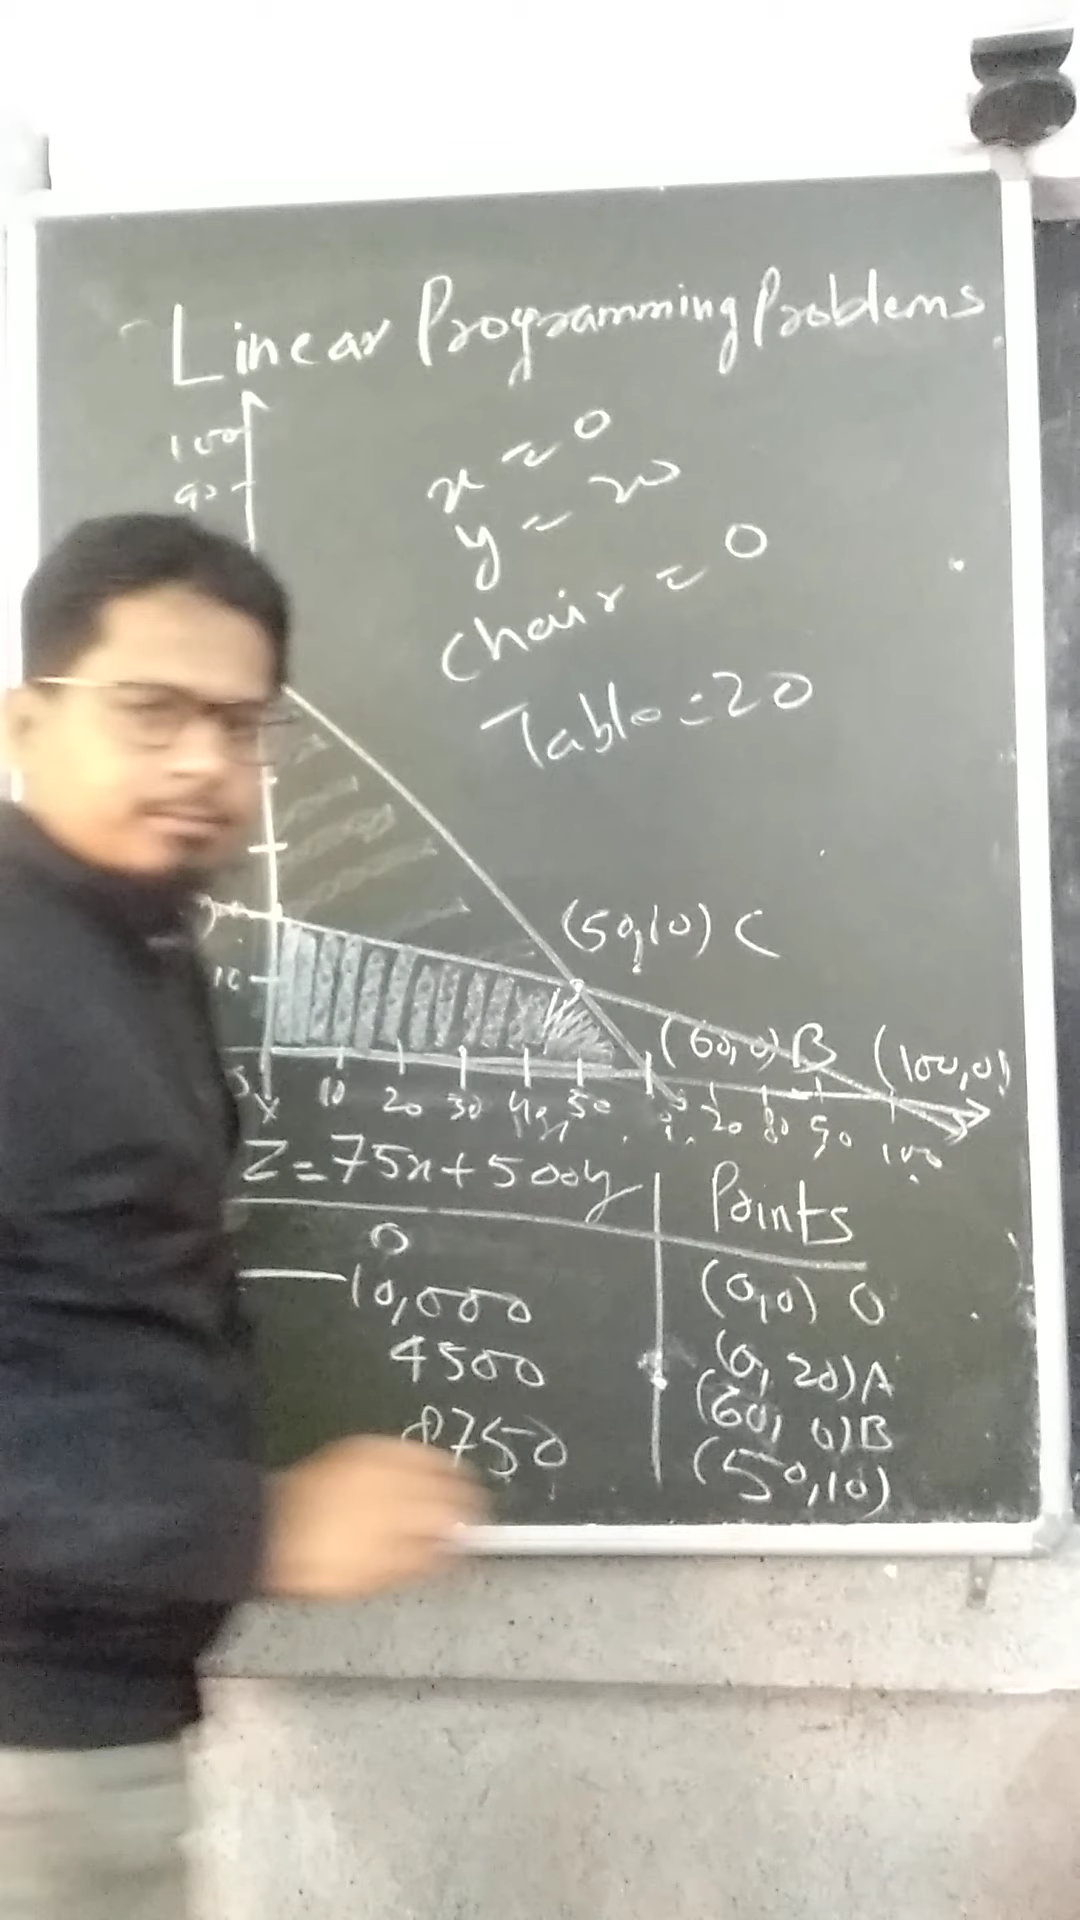 Linear Programming Problems
100
90
x = 0
y = 20
Chair = 0
Table = 20
(50,10) C
10
(60,0) B (100,0)
10 20 30 40 50 80 90 100
Z = 75x + 500y Points
0 (0,0) O
10,000 (0,20) A
4500 (60,0) B
8750 (50,10)